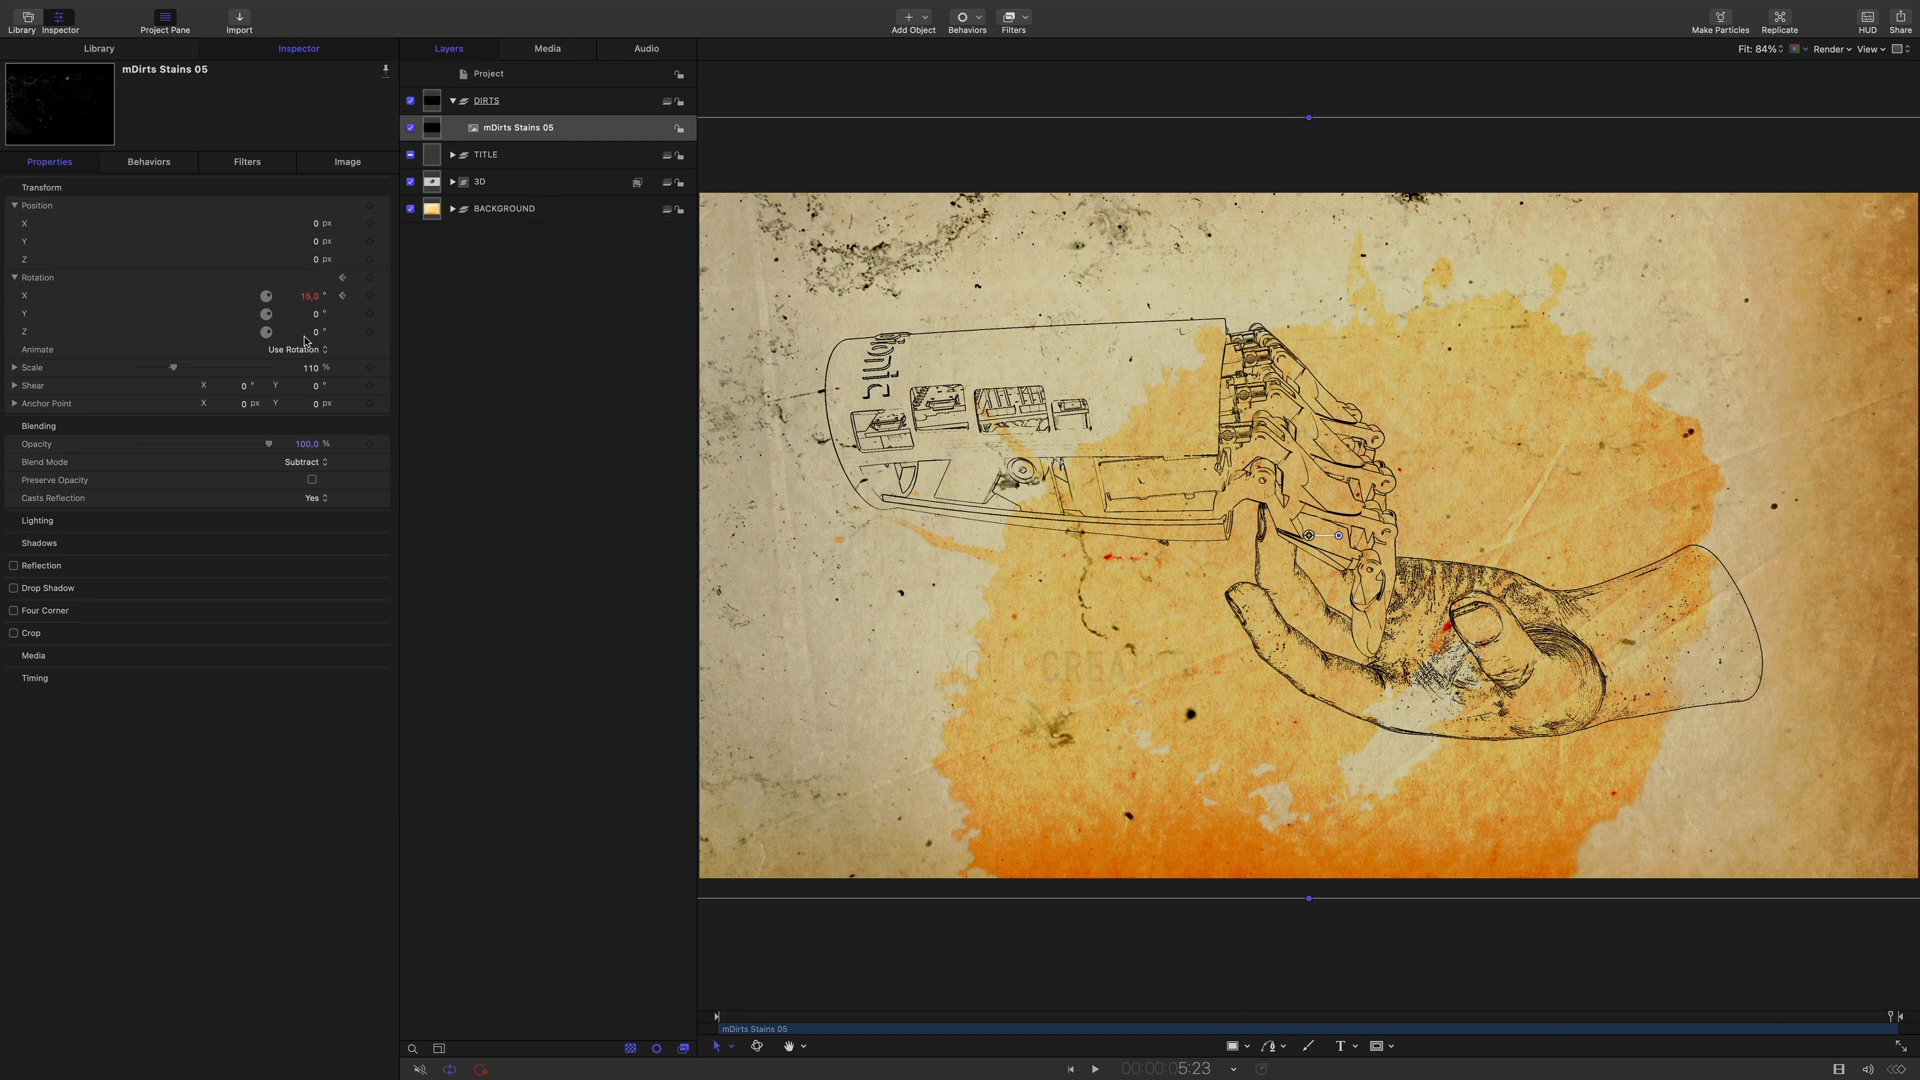 Library
Inspector
Project Pane
Import
Add Object
Behaviors
Filters
Make Particles
Replicate
HUD
Share
Library
Inspector
Layers
Media
Audio
Fit: 84%
Render
View
mDirts Stains 05
Project
DIRTS
mDirts Stains 05
TITLE
3D
BACKGROUND
Properties
Behaviors
Filters
Image
Transform
Position
X 0 px
Y 0 px
Z 0 px
Rotation
X 15,0 °
Y 0 °
Z 0 °
Animate Use Rotation
Scale 110 %
Shear X 0 ° Y 0 °
Anchor Point X 0 px Y 0 px
Blending
Opacity 100,0 %
Blend Mode Subtract
Preserve Opacity
Casts Reflection Yes
Lighting
Shadows
Reflection
Drop Shadow
Four Corner
Crop
Media
Timing
YOUR CREA
mDirts Stains 05
T
00:00:05:23